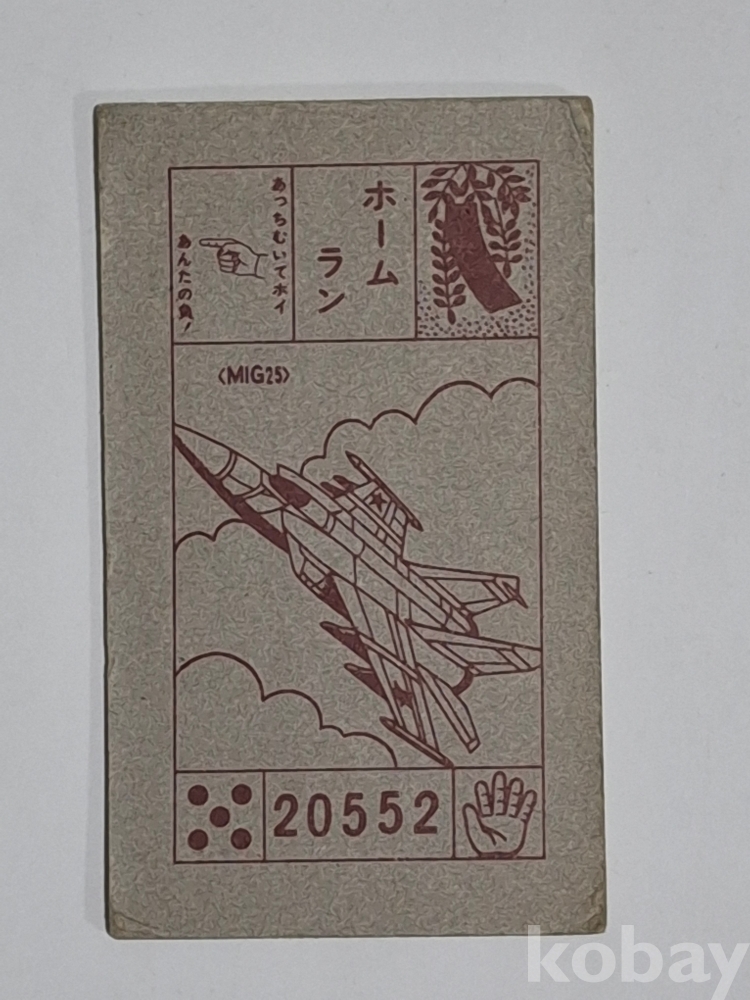 ホーム
ラン
あっちむいてホイ
あんたの負!
〈MIG25〉
20552
kobay